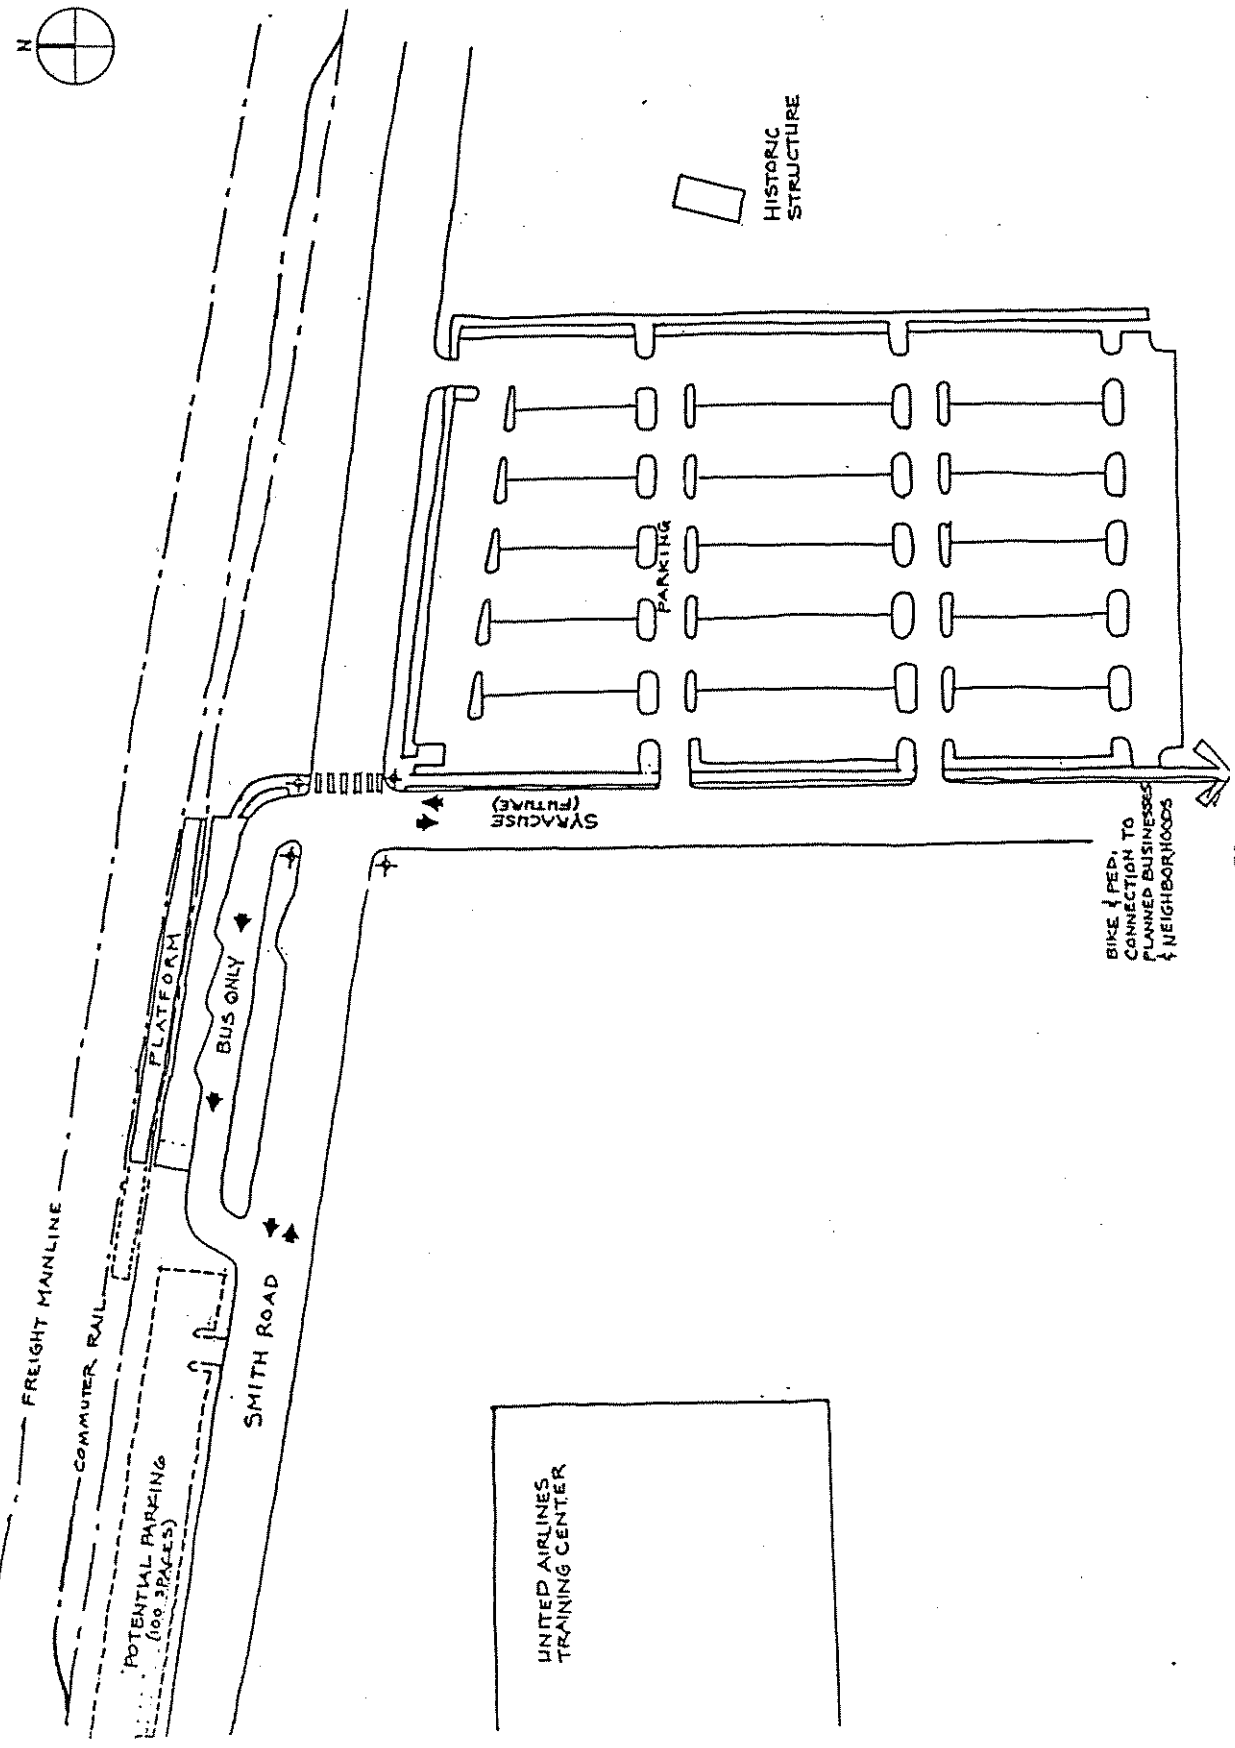 N
FREIGHT MAINLINE
COMMUTER RAIL
POTENTIAL PARKING
(100 SPACES)
PLATFORM
BUS ONLY
SMITH ROAD
SYRACUSE
(FUTURE)
PARKING
HISTORIC
STRUCTURE
UNITED AIRLINES
TRAINING CENTER
BIKE & PED.
CONNECTION TO
PLANNED BUSINESSES
& NEIGHBORHOODS